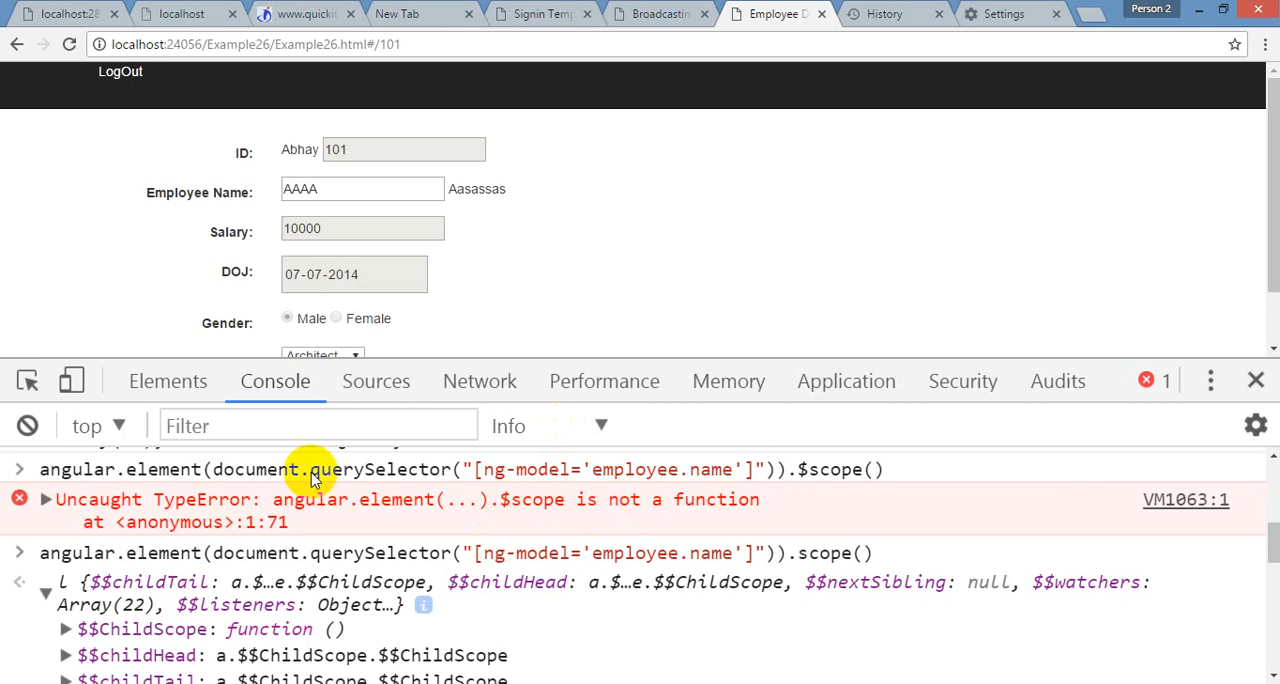 localhost:28 localhost www.quickit New Tab Signin Temp Broadcastin Employee D History Settings Person 2
localhost:24056/Example26/Example26.html#/101
LogOut
ID: Abhay 101
Employee Name: AAAA Aasassas
Salary: 10000
DOJ: 07-07-2014
Gender: Male Female
Architect
Elements Console Sources Network Performance Memory Application Security Audits 1
top Filter Info
angular.element(document.querySelector("[ng-model='employee.name']")).$scope()
Uncaught TypeError: angular.element(...).$scope is not a function VM1063:1
at <anonymous>:1:71
angular.element(document.querySelector("[ng-model='employee.name']")).scope()
l {$$childTail: a.$…e.$$ChildScope, $$childHead: a.$…e.$$ChildScope, $$nextSibling: null, $$watchers:
Array(22), $$listeners: Object…}
$$ChildScope: function ()
$$childHead: a.$$ChildScope.$$ChildScope
$$childTail: a.$$ChildScope.$$ChildScope